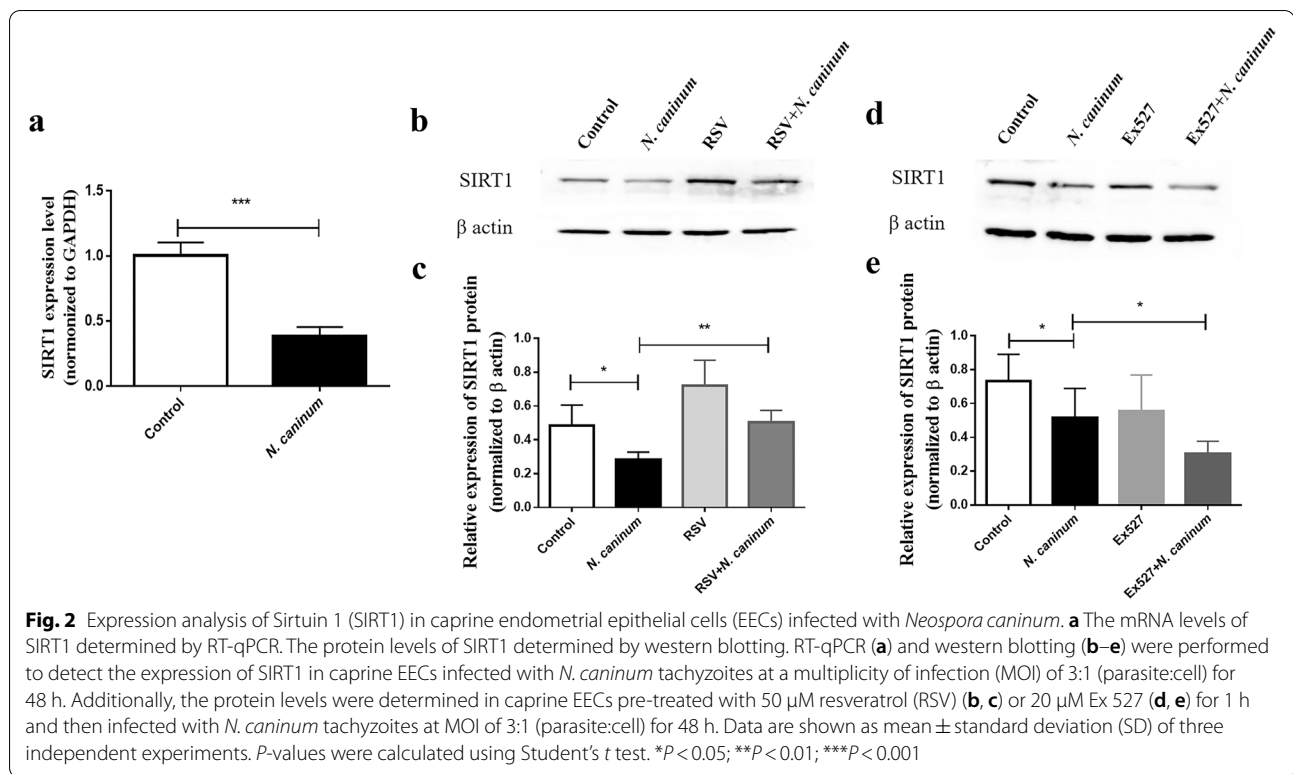 a
SIRT1 expression level
(normonized to GAPDH)
1.5
1.0
0.5
0.0
***
Control
N. caninum
b
Control
N. caninum
RSV
RSV+N. caninum
SIRT1
β actin
c
Relative expression of SIRT1 protein
(normalized to β actin)
1.0
0.8
0.6
0.4
0.2
0.0
*
**
Control
N. caninum
RSV
RSV+N. caninum
d
Control
N. caninum
Ex527
Ex527+N. caninum
SIRT1
β actin
e
Relative expression of SIRT1 protein
(normalized to β actin)
1.0
0.8
0.6
0.4
0.2
0.0
*
*
Control
N. caninum
Ex527
Ex527+N. caninum
Fig. 2 Expression analysis of Sirtuin 1 (SIRT1) in caprine endometrial epithelial cells (EECs) infected with Neospora caninum. a The mRNA levels of
SIRT1 determined by RT-qPCR. The protein levels of SIRT1 determined by western blotting. RT-qPCR (a) and western blotting (b–e) were performed
to detect the expression of SIRT1 in caprine EECs infected with N. caninum tachyzoites at a multiplicity of infection (MOI) of 3:1 (parasite:cell) for
48 h. Additionally, the protein levels were determined in caprine EECs pre-treated with 50 μM resveratrol (RSV) (b, c) or 20 μM Ex 527 (d, e) for 1 h
and then infected with N. caninum tachyzoites at MOI of 3:1 (parasite:cell) for 48 h. Data are shown as mean ± standard deviation (SD) of three
independent experiments. P-values were calculated using Student's t test. *P < 0.05; **P < 0.01; ***P < 0.001